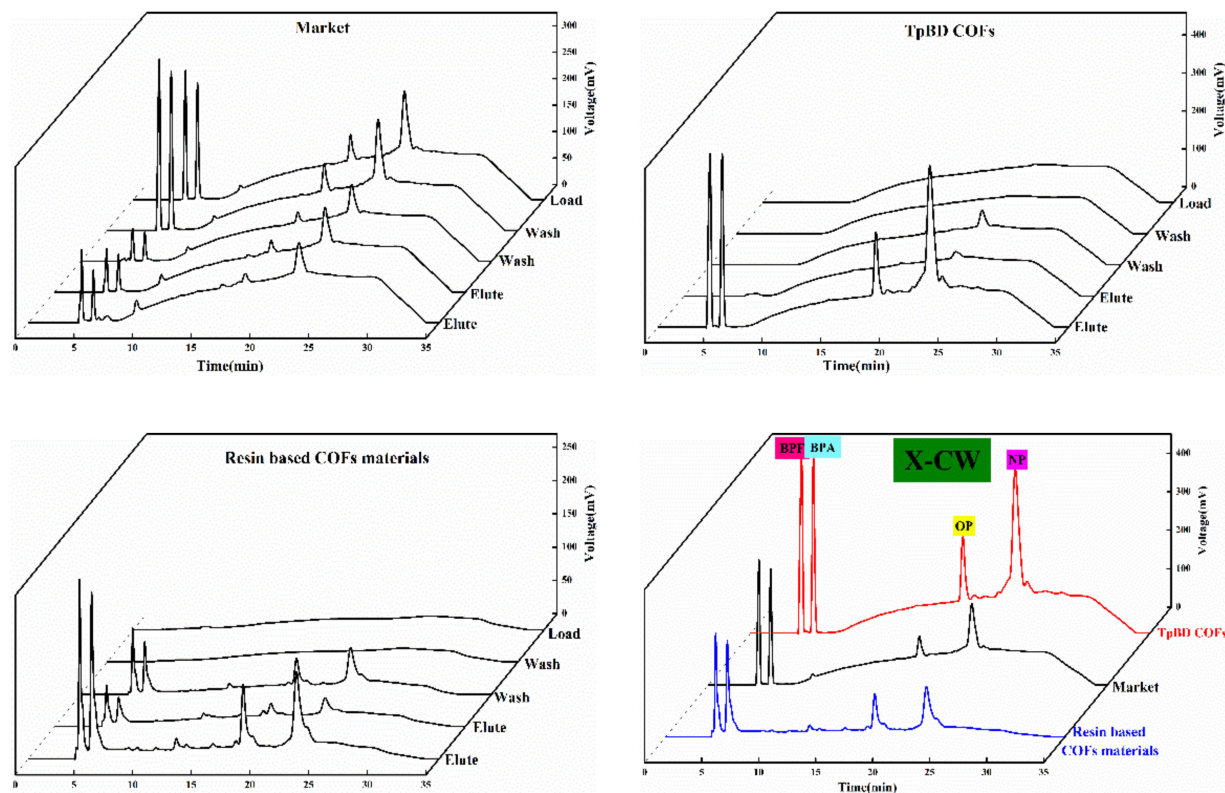 Market
300
250
200
150
100
50
0
Voltage(mV)
Load
Wash
Wash
Elute
Elute
0 5 10 15 20 25 30 35
Time(min)
TpBD COFs
400
300
200
100
0
Voltage(mV)
Load
Wash
Wash
Elute
Elute
0 5 10 15 20 25 30 35
Time(min)
Resin based COFs materials
250
200
150
100
50
0
Voltage(mV)
Load
Wash
Wash
Elute
Elute
0 5 10 15 20 25 30 35
Time(min)
BPF BPA
X-CW
NP
OP
400
300
200
100
0
Voltage(mV)
TpBD COFs
Market
Resin based
COFs materials
0 5 10 15 20 25 30 35
Time(min)